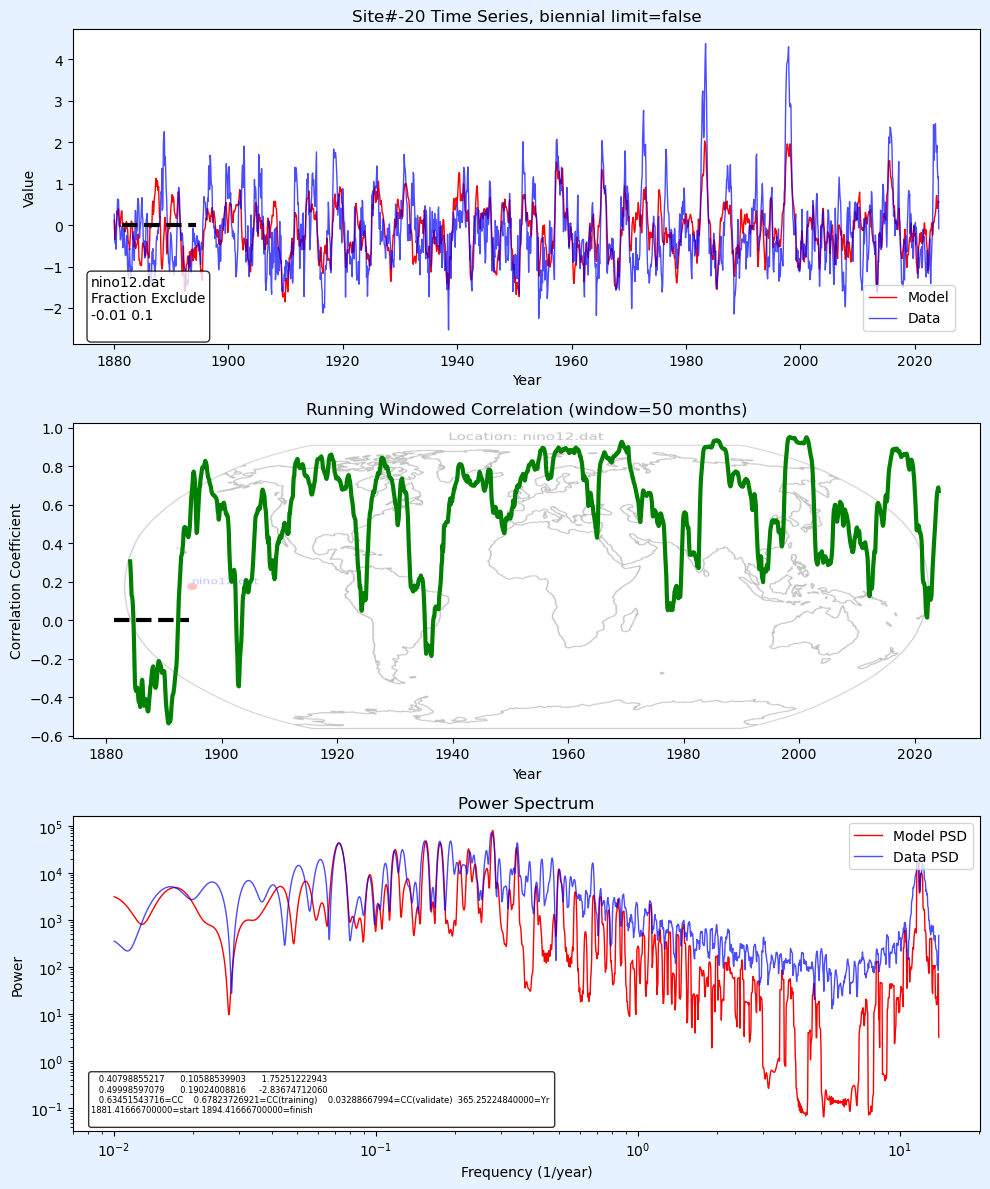 Site#-20 Time Series, biennial limit=false
Value
4
3
2
1
0
−1
−2
nino12.dat
Fraction Exclude
-0.01 0.1
Model
Data
1880
1900
1920
1940
1960
1980
2000
2020
Year
Running Windowed Correlation (window=50 months)
Location: nino12.dat
Correlation Coefficient
1.0
0.8
0.6
0.4
0.2
0.0
−0.2
−0.4
−0.6
nino12.dat
1880
1900
1920
1940
1960
1980
2000
2020
Year
Power Spectrum
Power
10^5
10^4
10^3
10^2
10^1
10^0
10^−1
Model PSD
Data PSD
0.40798855217 0.10588539903 1.75251222943
0.49998597079 0.19024008816 -2.83674712060
0.63451543716=CC 0.67823726921=CC(training) 0.03288667994=CC(validate) 365.25224840000=Yr
1881.41666700000=start 1894.41666700000=finish
10^−2
10^−1
10^0
10^1
Frequency (1/year)